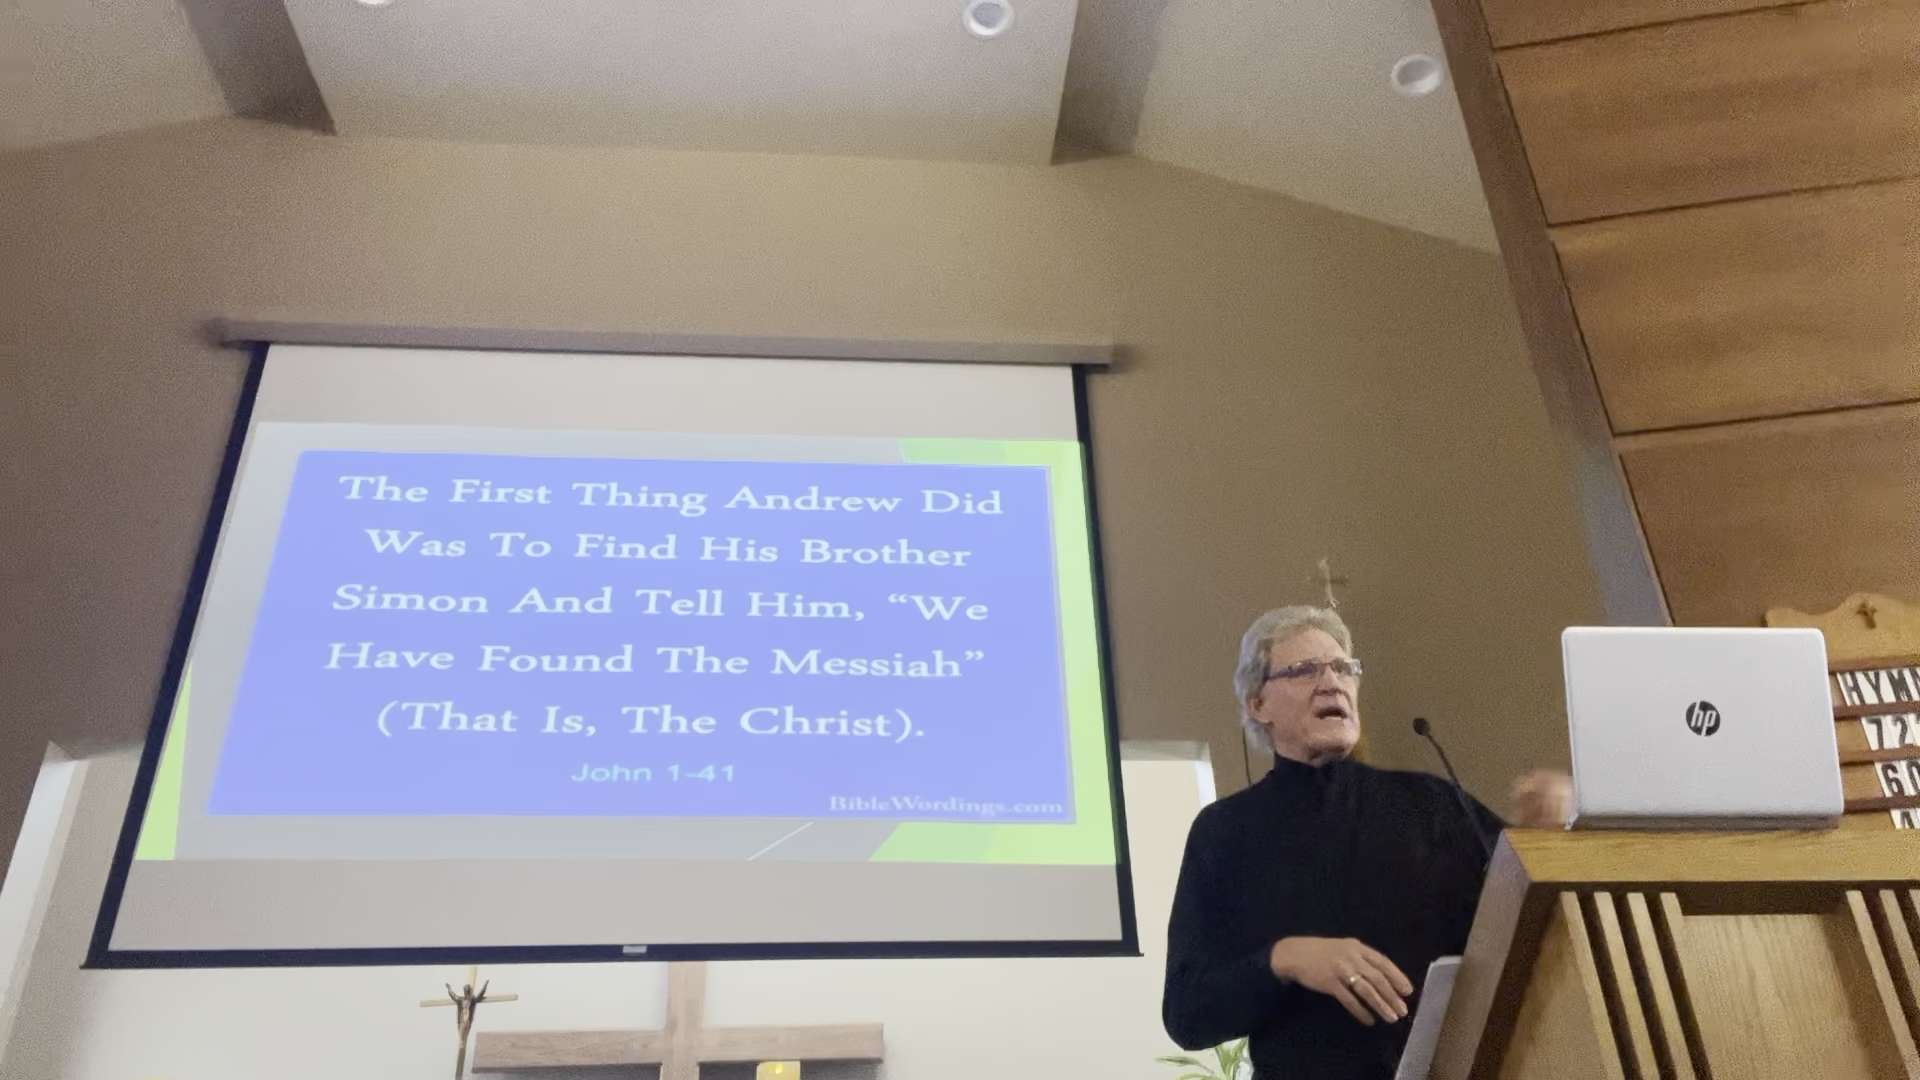 The First Thing Andrew Did
Was To Find His Brother
Simon And Tell Him, “We
Have Found The Messiah”
(That Is, The Christ).
John 1-41
BibleWordings.com
hp